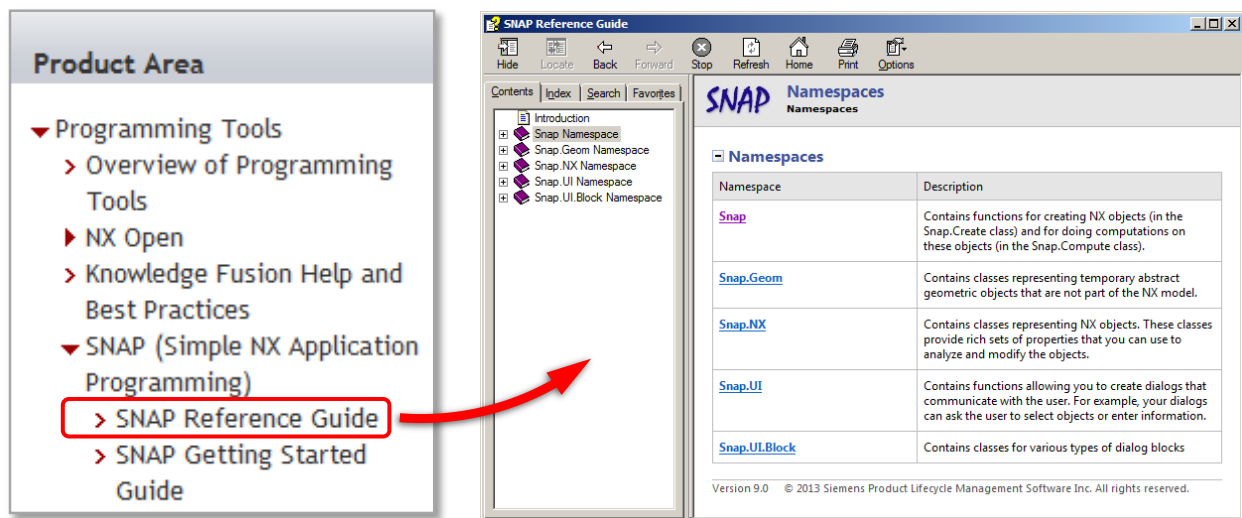 Product Area
Programming Tools
Overview of Programming
Tools
NX Open
Knowledge Fusion Help and
Best Practices
SNAP (Simple NX Application
Programming)
SNAP Reference Guide
SNAP Getting Started
Guide
SNAP Reference Guide
Hide Locate Back Forward Stop Refresh Home Print Options
Contents Index Search Favorites
Introduction
Snap Namespace
Snap.Geom Namespace
Snap.NX Namespace
Snap.UI Namespace
Snap.UI.Block Namespace
SNAP Namespaces
Namespaces
Namespaces
Namespace Description
Snap Contains functions for creating NX objects (in the
Snap.Create class) and for doing computations on
these objects (in the Snap.Compute class).
Snap.Geom Contains classes representing temporary abstract
geometric objects that are not part of the NX model.
Snap.NX Contains classes representing NX objects. These classes
provide rich sets of properties that you can use to
analyze and modify the objects.
Snap.UI Contains functions allowing you to create dialogs that
communicate with the user. For example, your dialogs
can ask the user to select objects or enter information.
Snap.UI.Block Contains classes for various types of dialog blocks
Version 9.0 © 2013 Siemens Product Lifecycle Management Software Inc. All rights reserved.